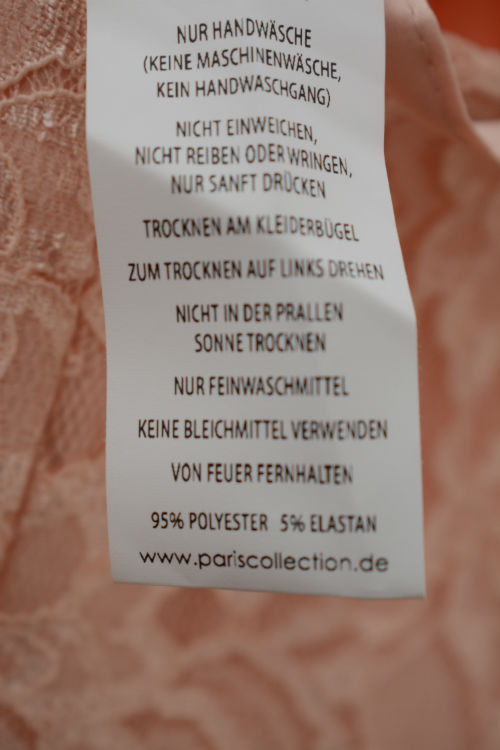 NUR HANDWÄSCHE
(KEINE MASCHINENWÄSCHE,
KEIN HANDWASCHGANG)
NICHT EINWEICHEN,
NICHT REIBEN ODER WRINGEN,
NUR SANFT DRÜCKEN
TROCKNEN AM KLEIDERBÜGEL
ZUM TROCKNEN AUF LINKS DREHEN
NICHT IN DER PRALLEN
SONNE TROCKNEN
NUR FEINWASCHMITTEL
KEINE BLEICHMITTEL VERWENDEN
VON FEUER FERNHALTEN
95% POLYESTER 5% ELASTAN
www.pariscollection.de